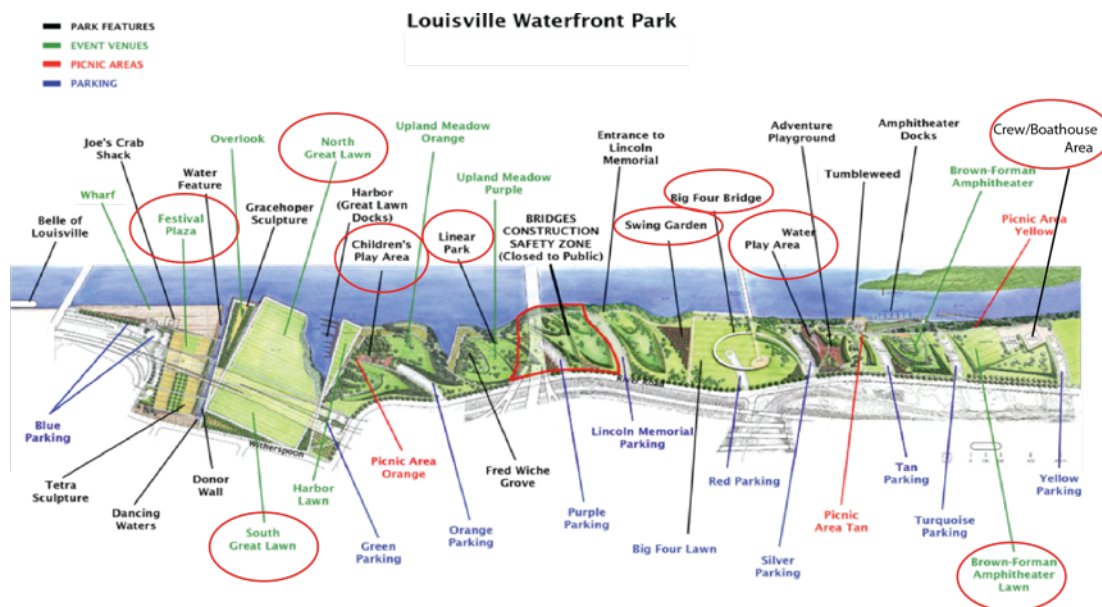 Louisville Waterfront Park
PARK FEATURES
EVENT VENUES
PICNIC AREAS
PARKING
Belle of
Louisville
Wharf
Joe's Crab
Shack
Festival
Plaza
Water
Feature
Overlook
Gracehoper
Sculpture
North
Great Lawn
Harbor
(Great Lawn
Docks)
Children's
Play Area
Upland Meadow
Orange
Linear
Park
Upland Meadow
Purple
BRIDGES
CONSTRUCTION
SAFETY ZONE
(Closed to Public)
Entrance to
Lincoln
Memorial
Swing Garden
Big Four Bridge
Water
Play Area
Adventure
Playground
Tumbleweed
Amphitheater
Docks
Brown-Forman
Amphitheater
Picnic Area
Yellow
Crew/Boathouse
Area
River Road
Witherspoon
Blue
Parking
Tetra
Sculpture
Dancing
Waters
Donor
Wall
South
Great Lawn
Harbor
Lawn
Green
Parking
Picnic Area
Orange
Orange
Parking
Fred Wiche
Grove
Purple
Parking
Lincoln Memorial
Parking
Big Four Lawn
Red Parking
Silver
Parking
Picnic
Area Tan
Tan
Parking
Turquoise
Parking
Brown-Forman
Amphitheater
Lawn
Yellow
Parking